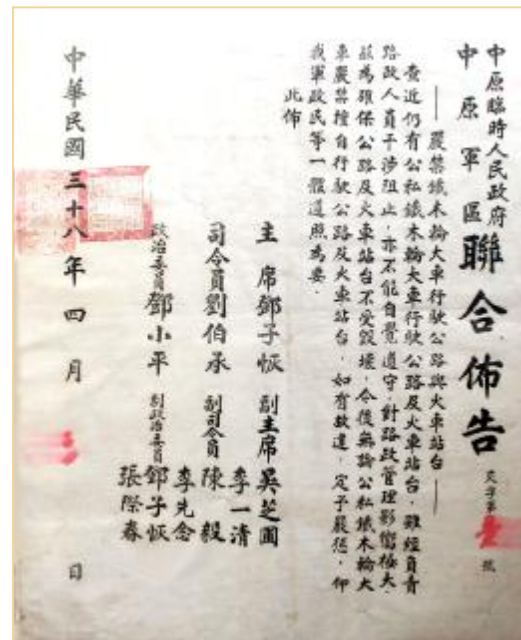 中原臨時人民政府
中原軍區
聯合佈告
天字第壹號
——嚴禁鐵木輪大車行駛公路與火車站台——
查近仍有公私鐵木輪大車行駛公路及火車站台，雖經負責
路政人員干涉阻止，亦不能自覺遵守，對路政管理影響極大，
茲為確保公路及火車站台不受毀壞，今後無論公私鐵木輪大
車嚴禁擅自行駛公路及火車站台，如有故違，定予嚴懲，仰
我軍政民等一體遵照為要。
此佈
主席鄧子恢 副主席吳芝圃
李一清
司令員劉伯承 副司令員陳毅
李先念
政治委員鄧小平 副政治委員鄧子恢
張際春
中華民國三十八年四月 日